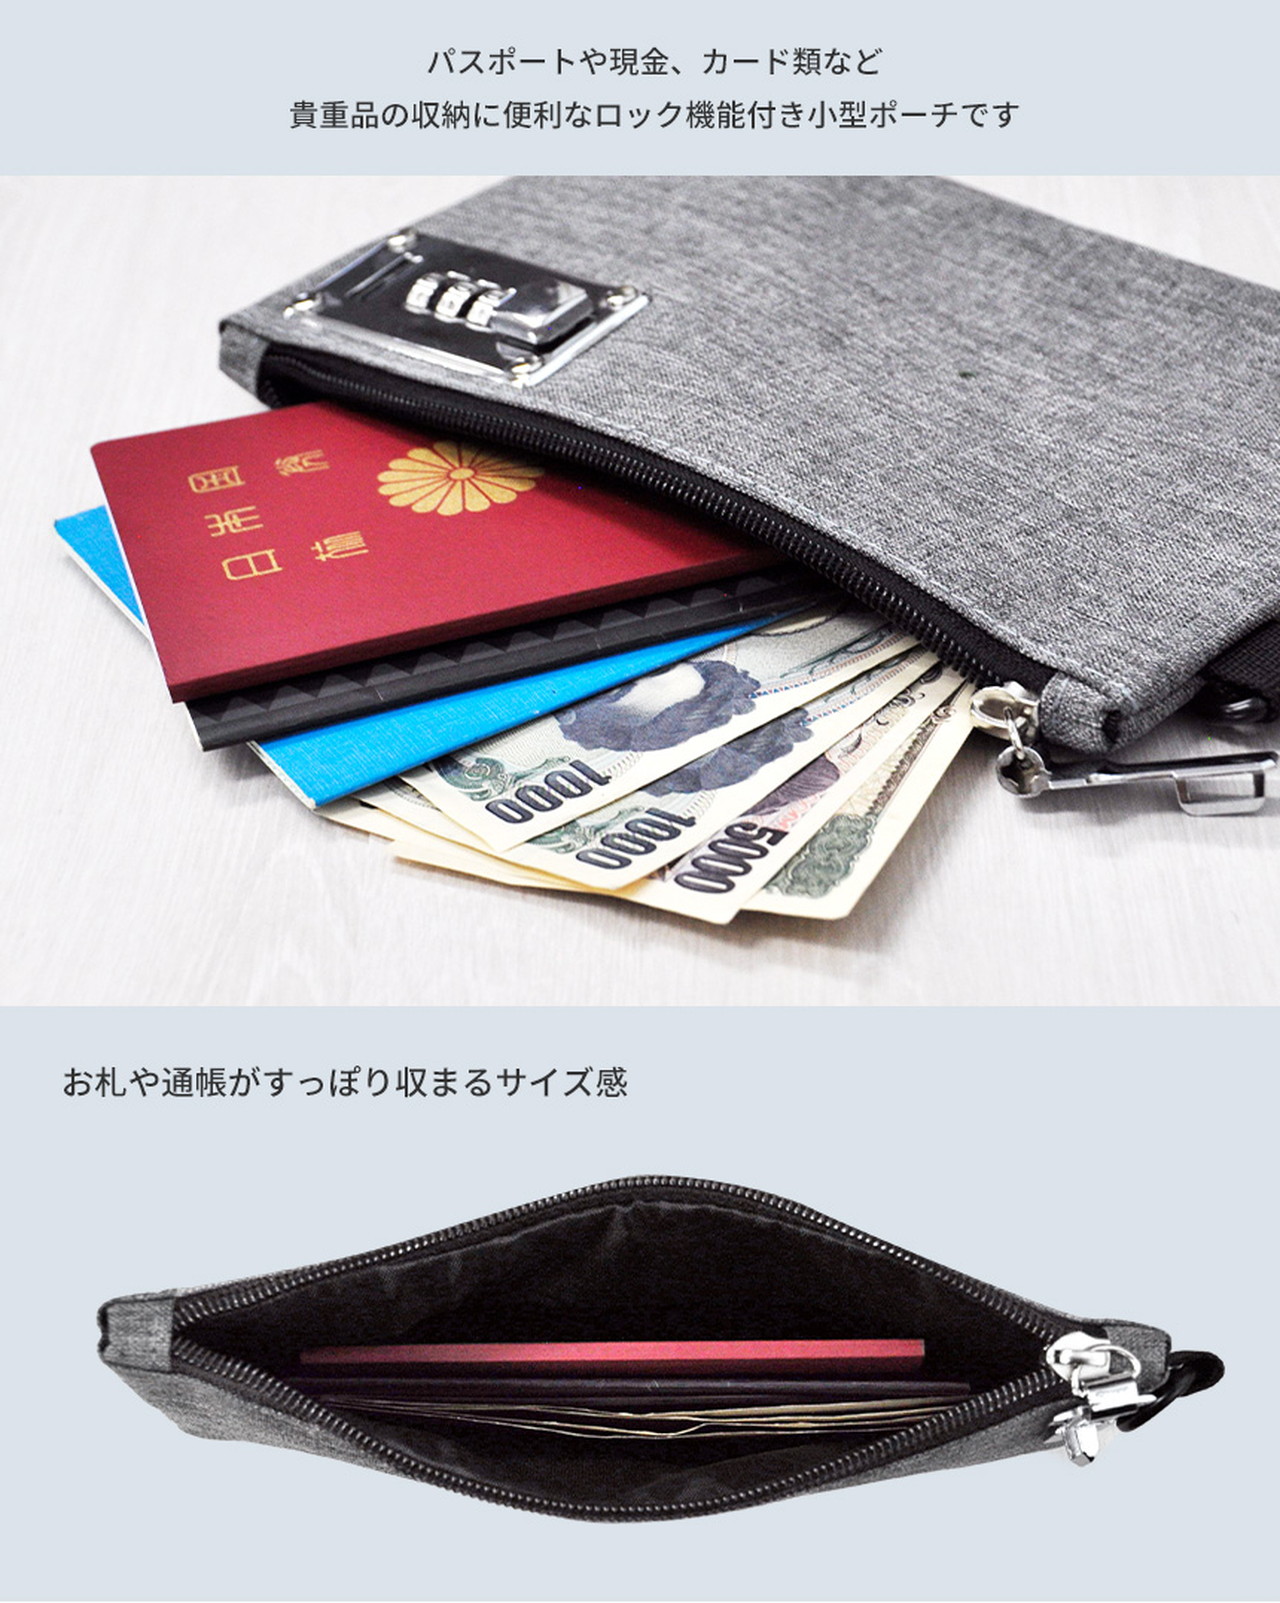 パスポートや現金、カード類など
貴重品の収納に便利なロック機能付き小型ポーチです
日本国
旅券
1000
1000
5000
お札や通帳がすっぽり収まるサイズ感